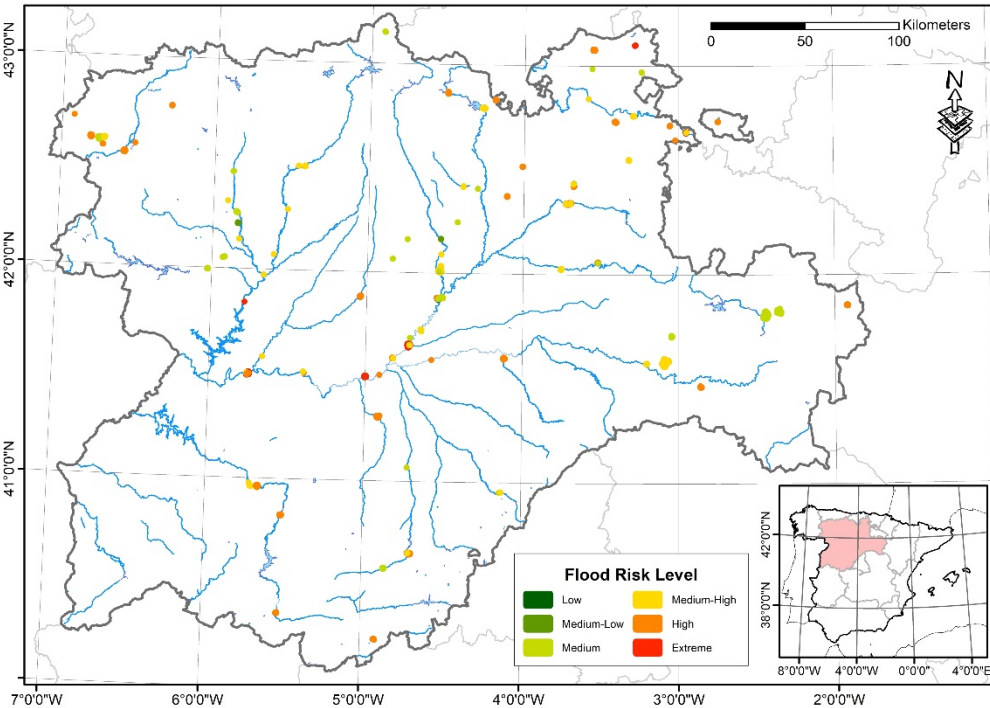 Kilometers
0 50 100
N
43°0'0"N
42°0'0"N
41°0'0"N
Flood Risk Level
Low
Medium-High
Medium-Low
High
Medium
Extreme
42°0'0"N
38°0'0"N
8°0'0"W
4°0'0"W
0°0'0"
4°0'0"E
7°0'0"W
6°0'0"W
5°0'0"W
4°0'0"W
3°0'0"W
2°0'0"W